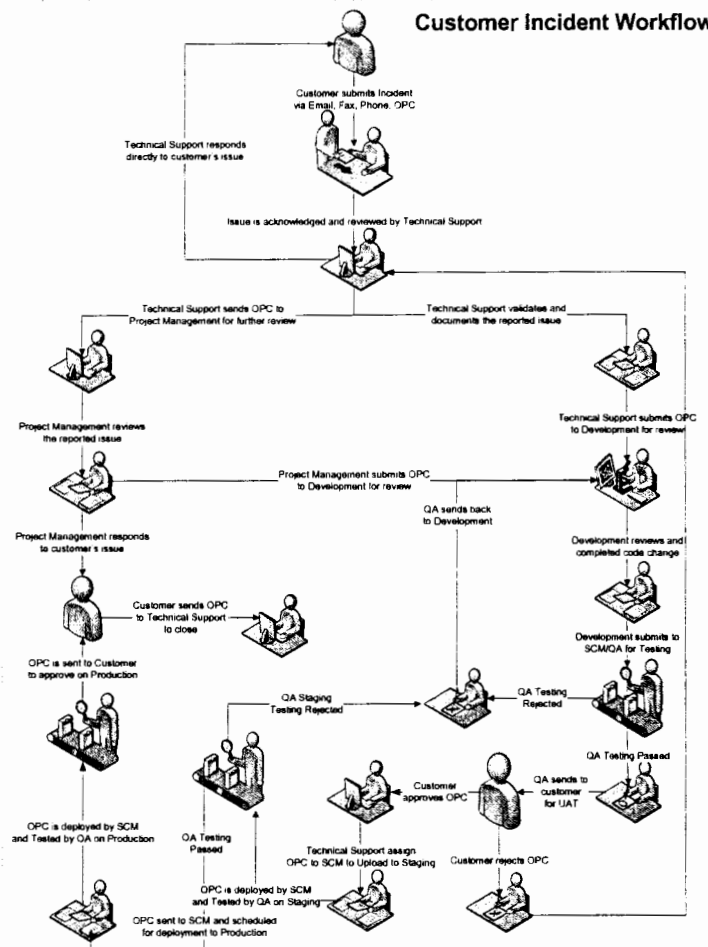 Customer Incident Workflow
Customer submits Incident
via Email, Fax, Phone, OPC
Technical Support responds
directly to customer's issue
Issue is acknowledged and reviewed by Technical Support
Technical Support sends OPC to
Project Management for further review
Technical Support validates and
documents the reported issue
Project Management reviews
the reported issue
Technical Support submits OPC
to Development for review
Project Management submits OPC
to Development for review
QA sends back
to Development
Project Management responds
to customer's issue
Development reviews and
completed code change
Customer sends OPC
to Technical Support
to close
Development submits to
SCM/QA for Testing
OPC is sent to Customer
to approve on Production
QA Staging
Testing Rejected
QA Testing
Rejected
QA Testing Passed
Customer
approves OPC
QA sends to
customer
for UAT
OPC is deployed by SCM
and Tested by QA on Production
QA Testing
Passed
Technical Support assign
OPC to SCM to Upload to Staging
Customer rejects OPC
OPC is deployed by SCM
and Tested by QA on Staging
OPC sent to SCM and scheduled
for deployment to Production